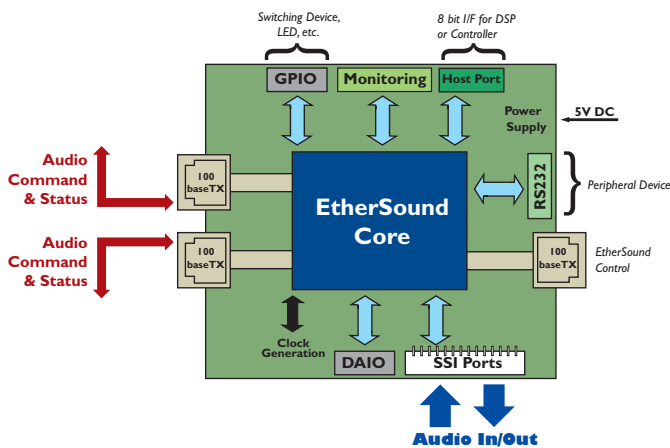 Switching Device,
LED, etc.
8 bit I/F for DSP
or Controller
GPIO
Monitoring
Host Port
Power
Supply
5V DC
Audio
Command
& Status
100
baseTX
EtherSound
Core
RS232
Peripheral Device
Audio
Command
& Status
100
baseTX
100
baseTX
EtherSound
Control
Clock
Generation
DAIO
SSI Ports
Audio In/Out